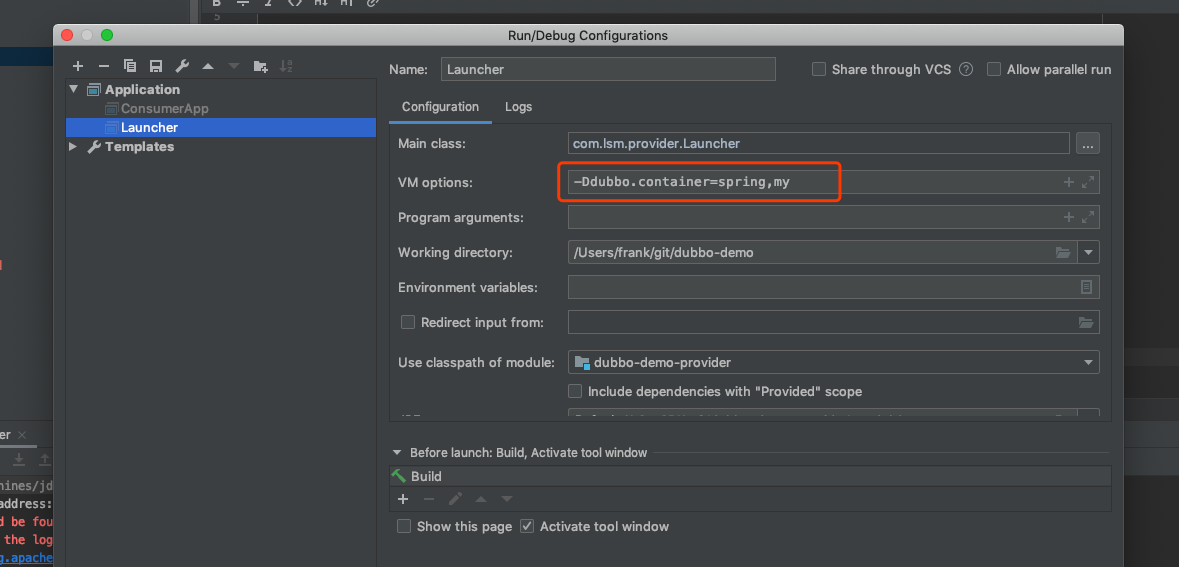 5
Run/Debug Configurations
Name: Launcher
Share through VCS ?
Allow parallel run
Application
ConsumerApp
Launcher
Templates
Configuration Logs
Main class: com.lsm.provider.Launcher ...
VM options: -Ddubbo.container=spring,my
Program arguments:
Working directory: /Users/frank/git/dubbo-demo
Environment variables:
Redirect input from:
Use classpath of module: dubbo-demo-provider
Include dependencies with "Provided" scope
Before launch: Build, Activate tool window
Build
Show this page Activate tool window
er
nines/jd
address:
d be fou
the log
g.apache